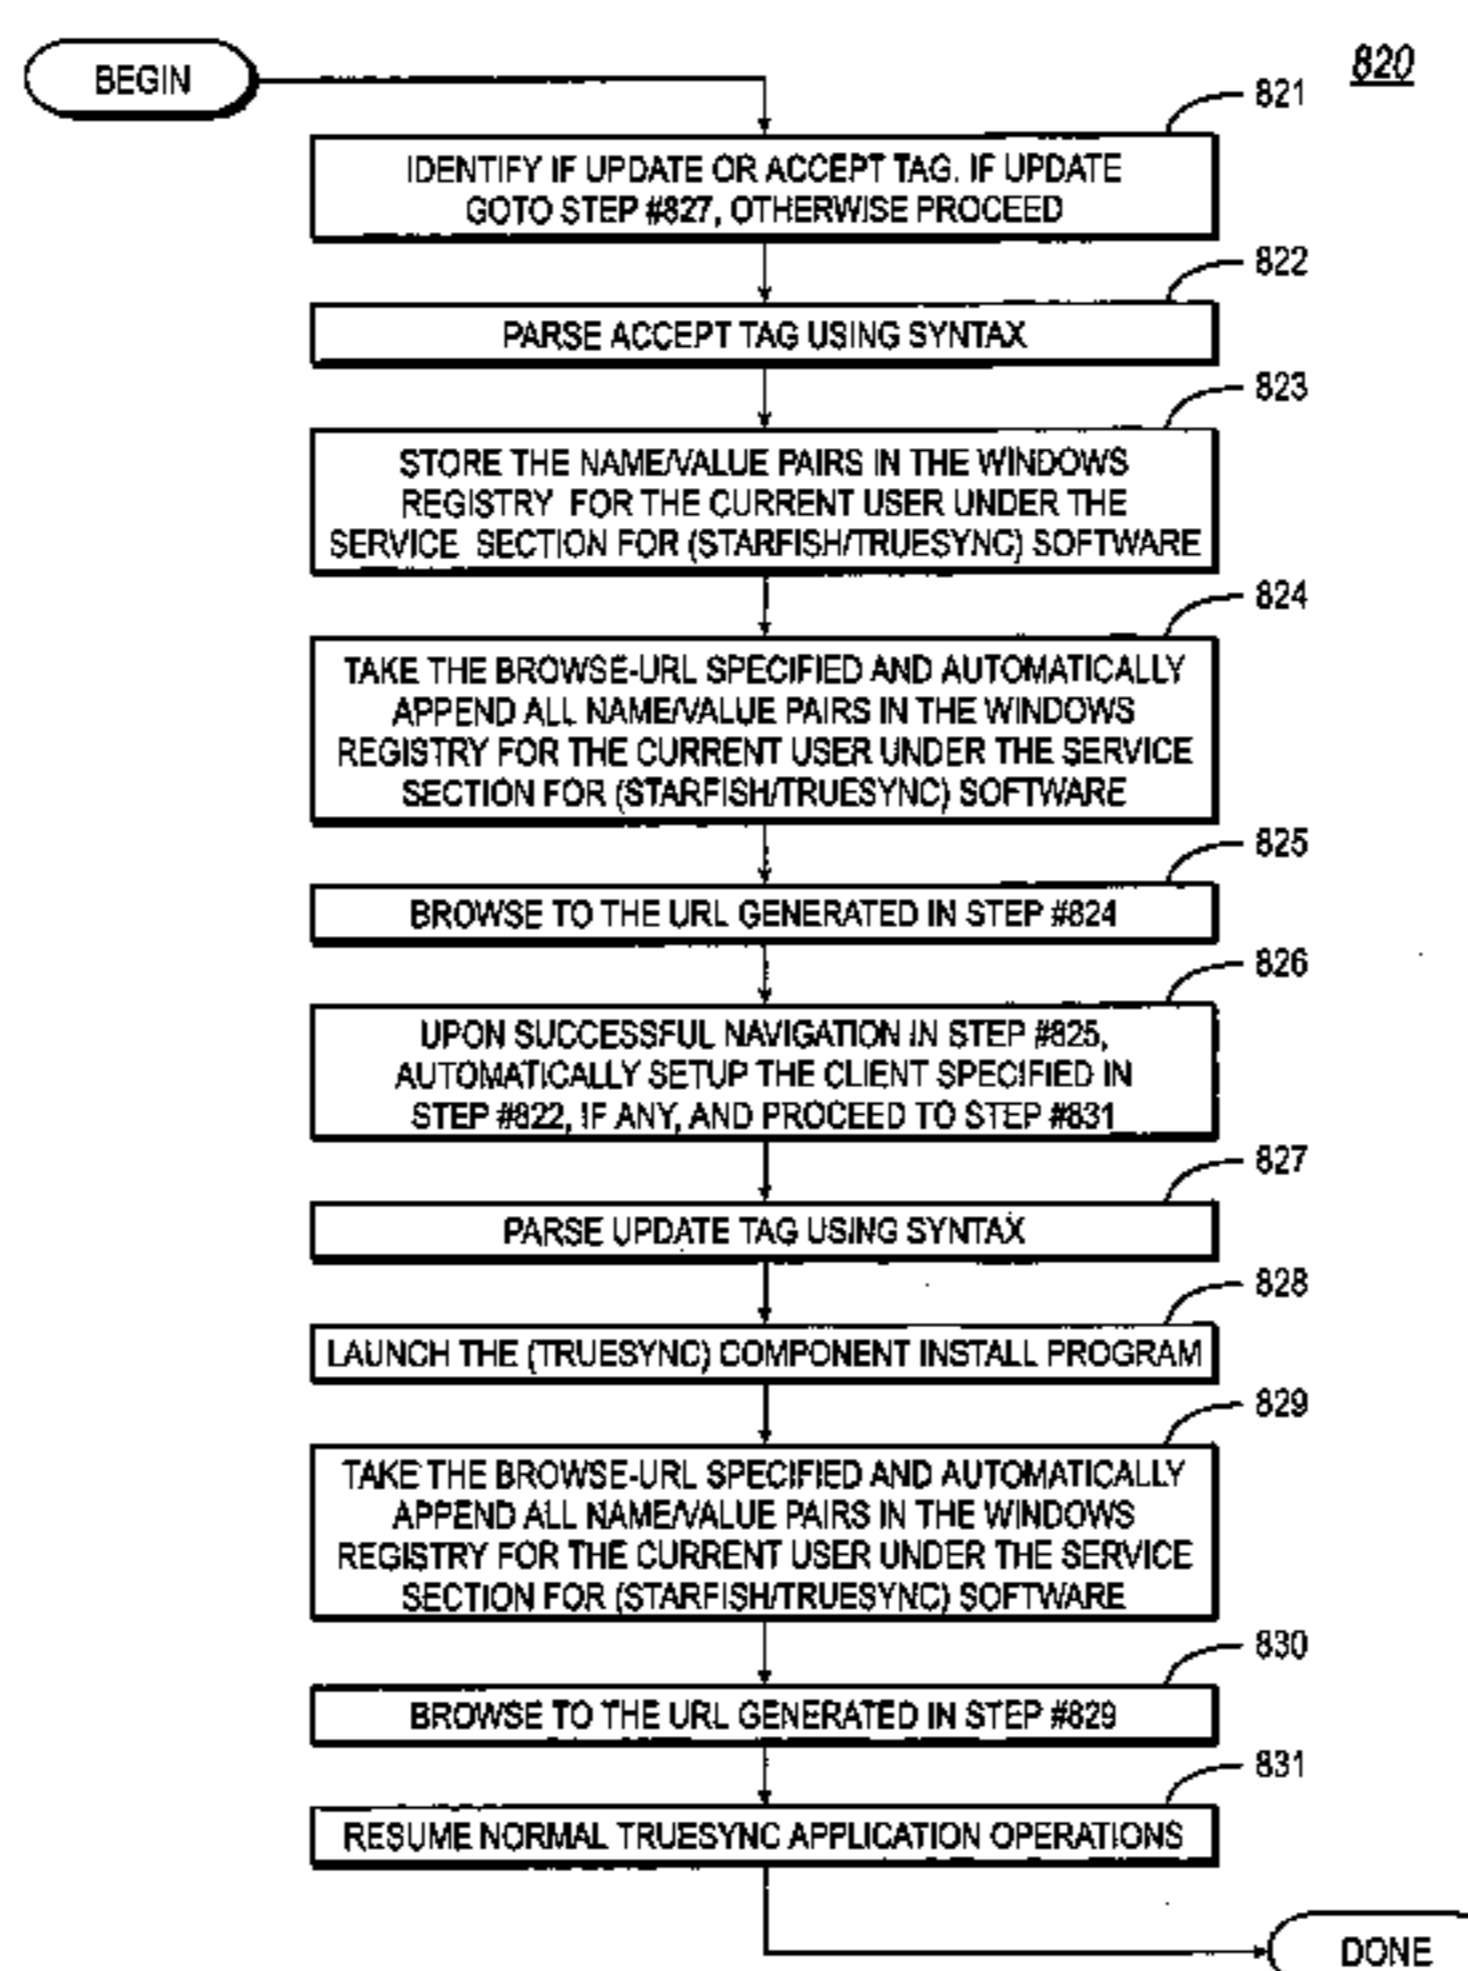 820
BEGIN
821
IDENTIFY IF UPDATE OR ACCEPT TAG. IF UPDATE
GOTO STEP #827, OTHERWISE PROCEED
822
PARSE ACCEPT TAG USING SYNTAX
823
STORE THE NAME/VALUE PAIRS IN THE WINDOWS
REGISTRY FOR THE CURRENT USER UNDER THE
SERVICE SECTION FOR (STARFISH/TRUESYNC) SOFTWARE
824
TAKE THE BROWSE-URL SPECIFIED AND AUTOMATICALLY
APPEND ALL NAME/VALUE PAIRS IN THE WINDOWS
REGISTRY FOR THE CURRENT USER UNDER THE SERVICE
SECTION FOR (STARFISH/TRUESYNC) SOFTWARE
825
BROWSE TO THE URL GENERATED IN STEP #824
826
UPON SUCCESSFUL NAVIGATION IN STEP #825,
AUTOMATICALLY SETUP THE CLIENT SPECIFIED IN
STEP #822, IF ANY, AND PROCEED TO STEP #831
827
PARSE UPDATE TAG USING SYNTAX
828
LAUNCH THE (TRUESYNC) COMPONENT INSTALL PROGRAM
829
TAKE THE BROWSE-URL SPECIFIED AND AUTOMATICALLY
APPEND ALL NAME/VALUE PAIRS IN THE WINDOWS
REGISTRY FOR THE CURRENT USER UNDER THE SERVICE
SECTION FOR (STARFISH/TRUESYNC) SOFTWARE
830
BROWSE TO THE URL GENERATED IN STEP #829
831
RESUME NORMAL TRUESYNC APPLICATION OPERATIONS
DONE